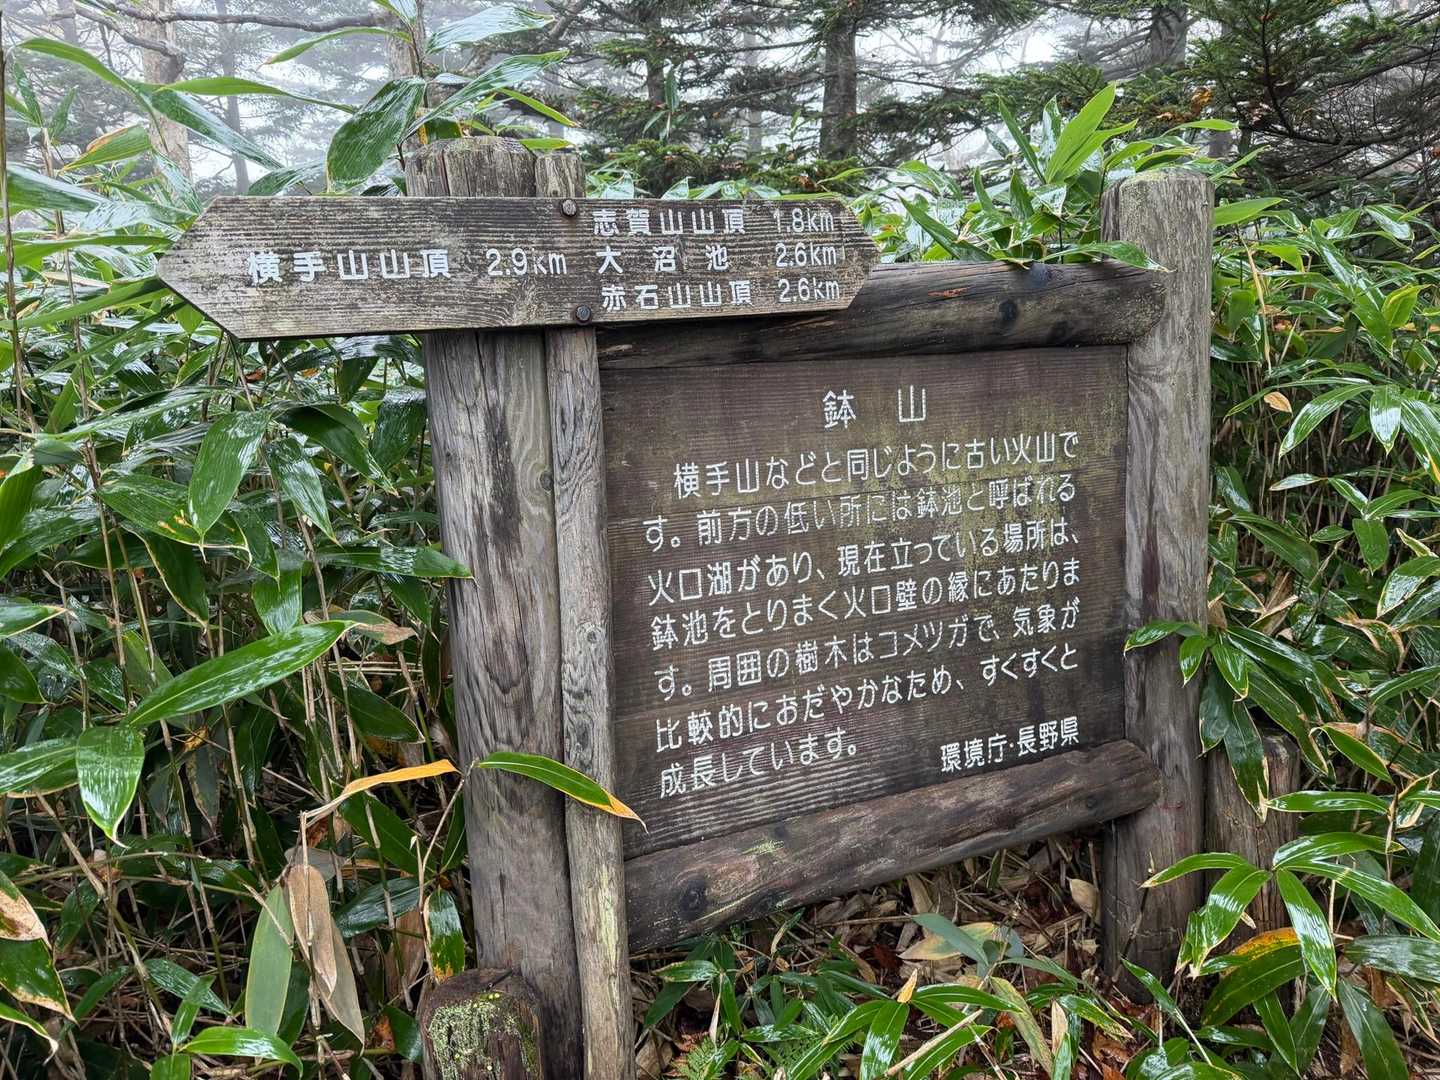 横手山山頂 2.9km
志賀山山頂 1.8km
大沼池 2.6km
赤石山山頂 2.6km
鉢山
横手山などと同じように古い火山で
す。前方の低い所には鉢池と呼ばれる
火口湖があり、現在立っている場所は、
鉢池をとりまく火口壁の縁にあたりま
す。周囲の樹木はコメツガで、気象が
比較的におだやかなため、すくすくと
成長しています。
環境庁・長野県